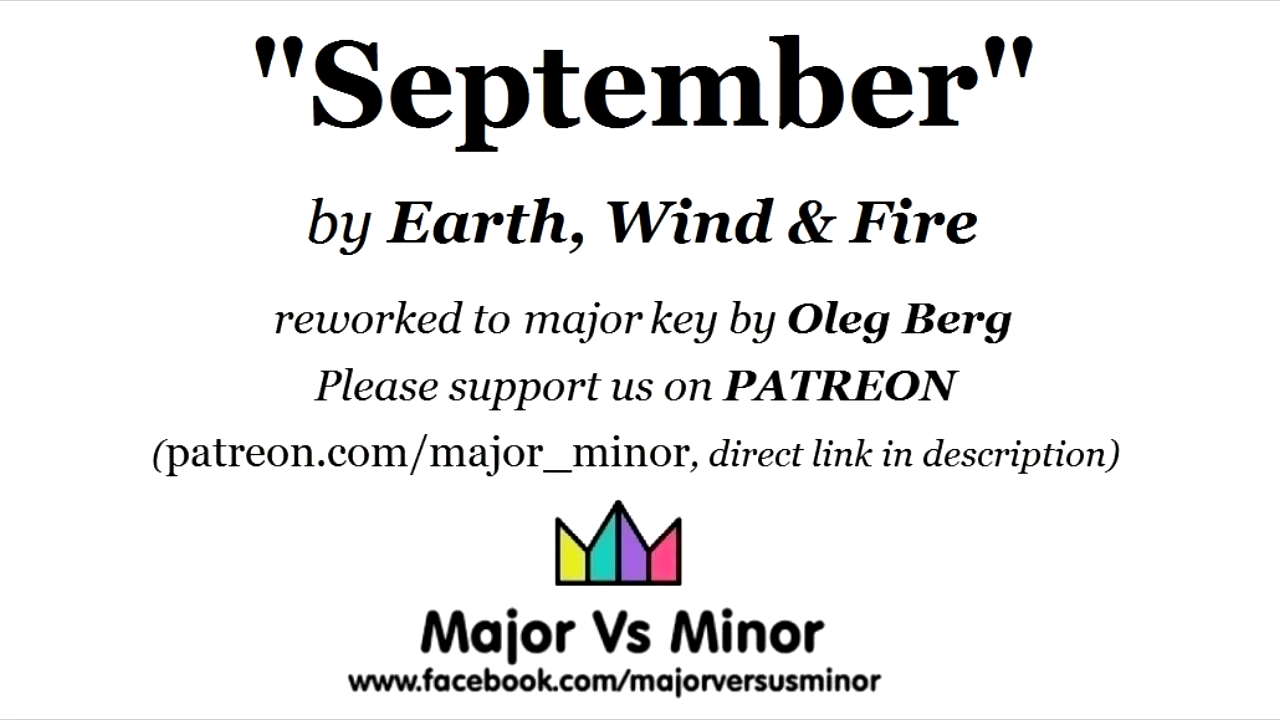 "September"
by Earth, Wind & Fire
reworked to major key by Oleg Berg
Please support us on PATREON
(patreon.com/major_minor, direct link in description)
Major Vs Minor
www.facebook.com/majorversusminor